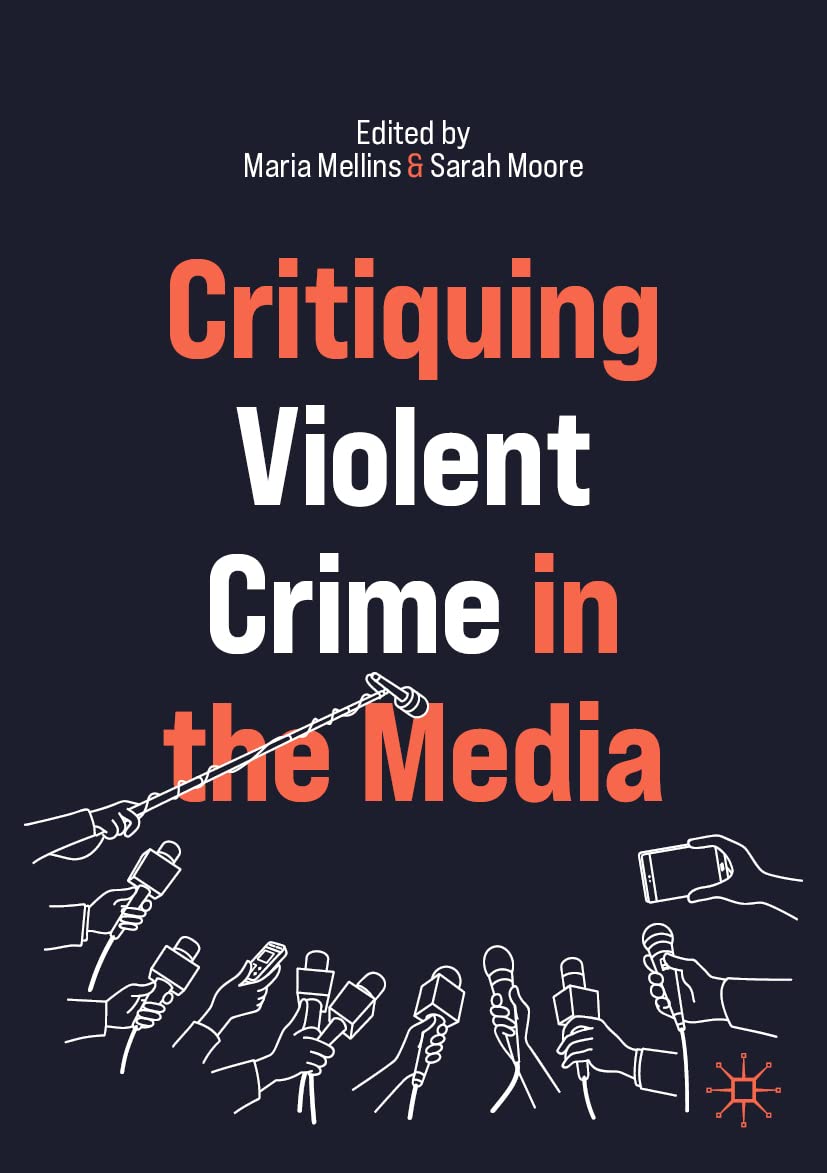 Edited by
Maria Mellins & Sarah Moore
Critiquing
Violent
Crime in
the Media